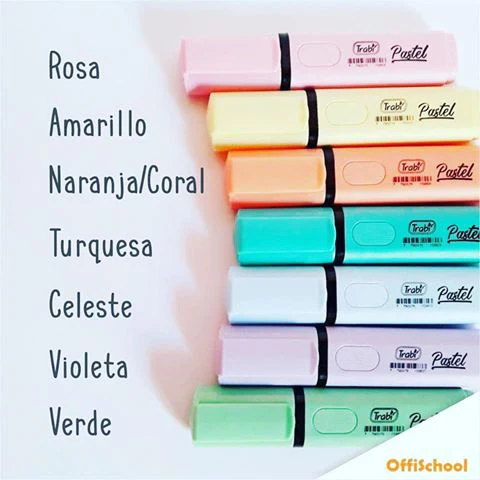 Rosa
Trabi Pastel
Amarillo
Trabi Pastel
Naranja/Coral
Trabi Pastel
Turquesa
Trabi Pastel
Celeste
Trabi Pastel
Violeta
Trabi Pastel
Verde
Trabi Pastel
OffiSchool